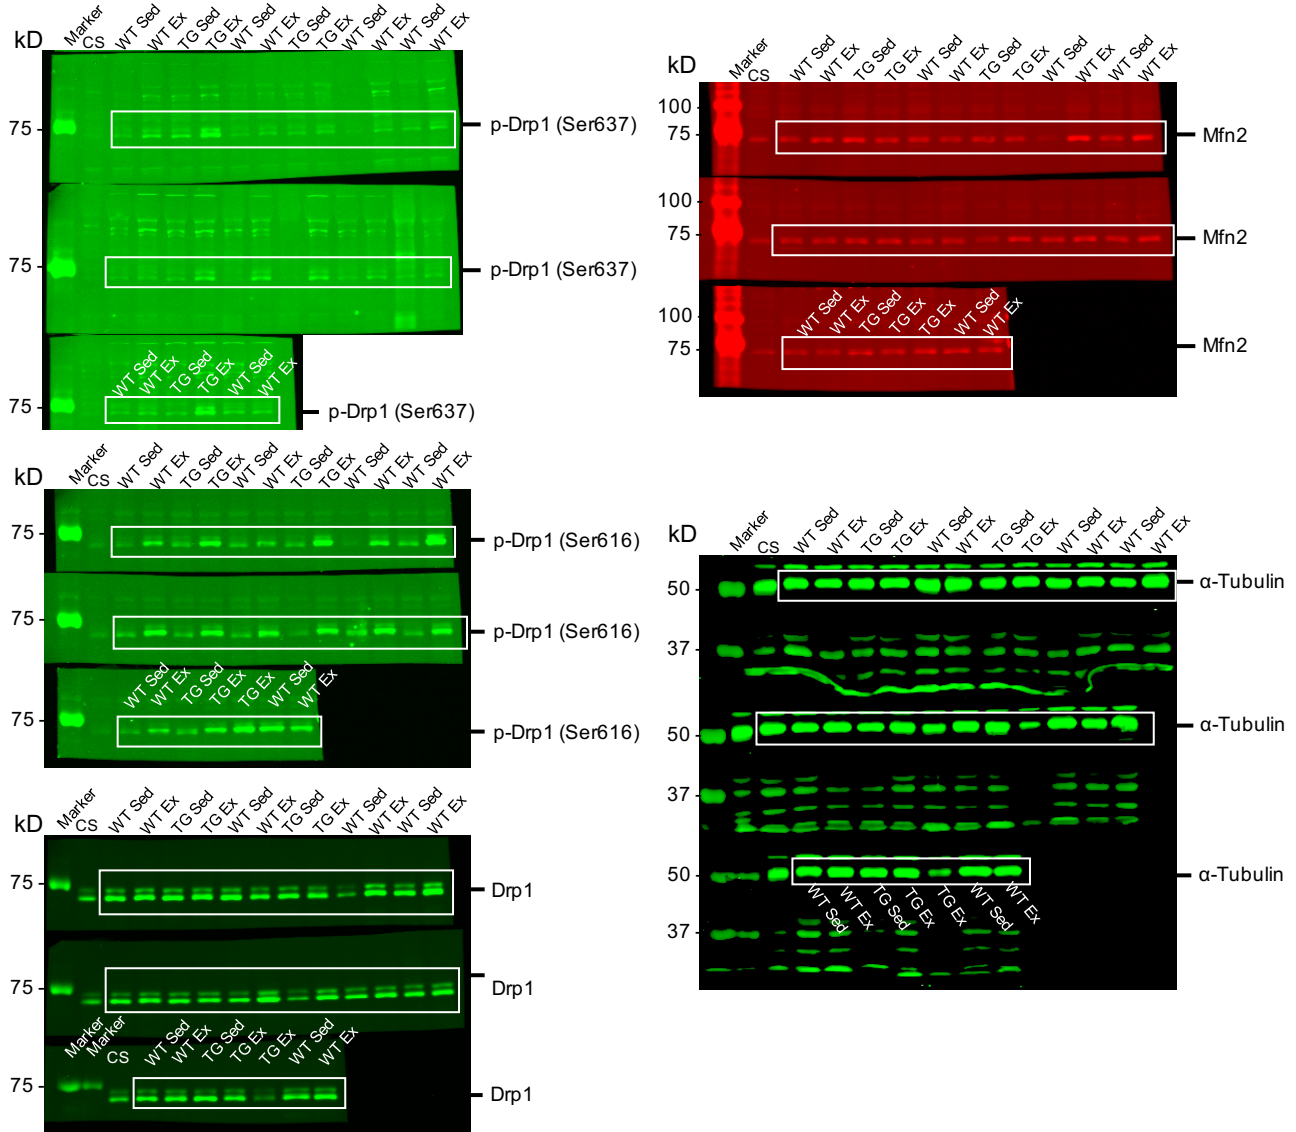 kD
Marker
CS
WT Sed
WT Ex
TG Sed
TG Ex
WT Sed
WT Ex
TG Sed
TG Ex
WT Sed
WT Ex
WT Sed
WT Ex
75
p-Drp1 (Ser637)
75
p-Drp1 (Ser637)
WT Sed
WT Ex
TG Sed
TG Ex
WT Sed
WT Ex
75
p-Drp1 (Ser637)
kD
Marker
CS
WT Sed
WT Ex
TG Sed
TG Ex
WT Sed
WT Ex
TG Sed
TG Ex
WT Sed
WT Ex
WT Sed
WT Ex
75
p-Drp1 (Ser616)
75
p-Drp1 (Ser616)
WT Sed
WT Ex
TG Sed
TG Ex
TG Ex
WT Sed
WT Ex
75
p-Drp1 (Ser616)
kD
Marker
CS
WT Sed
WT Ex
TG Sed
TG Ex
WT Sed
WT Ex
TG Sed
TG Ex
WT Sed
WT Ex
WT Sed
WT Ex
75
Drp1
75
Drp1
Marker
Marker
CS
WT Sed
WT Ex
TG Sed
TG Ex
TG Ex
WT Sed
WT Ex
75
Drp1
kD
Marker
CS
WT Sed
WT Ex
TG Sed
TG Ex
WT Sed
WT Ex
TG Sed
TG Ex
WT Sed
WT Ex
WT Sed
WT Ex
100
75
Mfn2
100
75
Mfn2
WT Sed
WT Ex
TG Sed
TG Ex
TG Ex
WT Sed
WT Ex
100
75
Mfn2
kD
Marker
CS
WT Sed
WT Ex
TG Sed
TG Ex
WT Sed
WT Ex
TG Sed
TG Ex
WT Sed
WT Ex
WT Sed
WT Ex
50
α-Tubulin
37
50
α-Tubulin
37
50
α-Tubulin
WT Sed
WT Ex
TG Sed
TG Ex
TG Ex
WT Sed
WT Ex
37